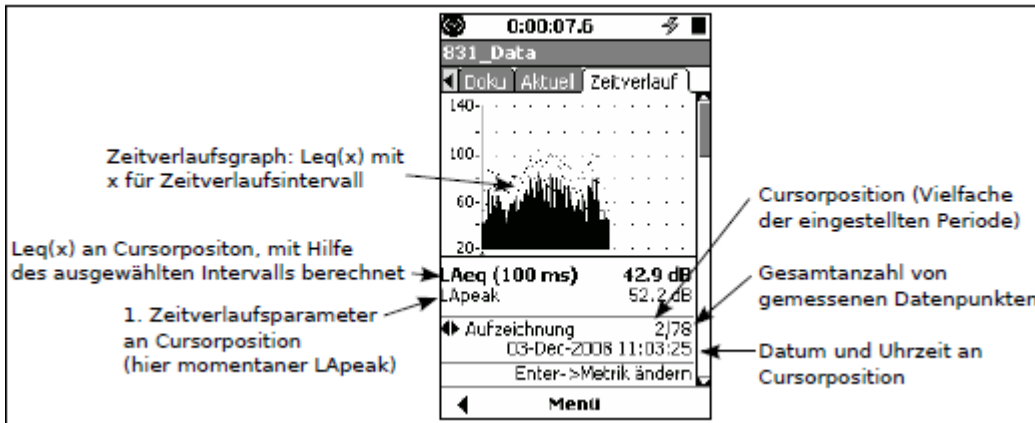 0:00:07.6
831_Data
Doku Aktuel Zeitverlauf
140-
100-
60-
20-
LAeq (100 ms) 42.9 dB
LApeak 52.2 dB
Aufzeichnung 2/78
03-Dec-2008 11:03:25
Enter->Metrik ändern
Menü
Zeitverlaufsgraph: Leq(x) mit
x für Zeitverlaufsintervall
Leq(x) an Cursorpositon, mit Hilfe
des ausgewählten Intervalls berechnet
1. Zeitverlaufsparameter
an Cursorposition
(hier momentaner LApeak)
Cursorposition (Vielfache
der eingestellten Periode)
Gesamtanzahl von
gemessenen Datenpunkten
Datum und Uhrzeit an
Cursorposition